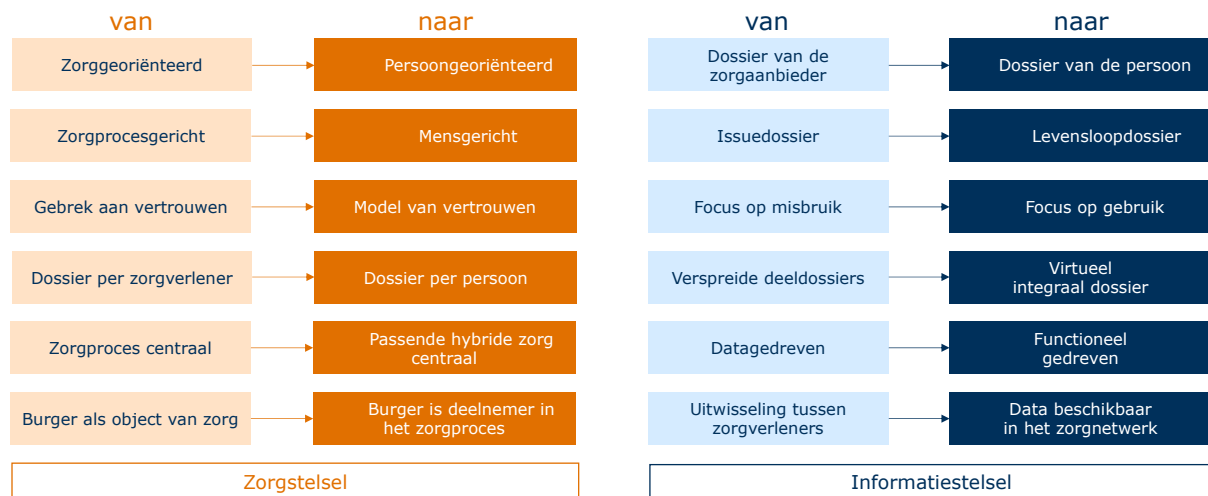 van
naar
Zorggeoriënteerd
Persoongeoriënteerd
Zorgprocesgericht
Mensgericht
Gebrek aan vertrouwen
Model van vertrouwen
Dossier per zorgverlener
Dossier per persoon
Zorgproces centraal
Passende hybride zorg
centraal
Burger als object van zorg
Burger is deelnemer in
het zorgproces
Zorgstelsel
van
naar
Dossier van de
zorgaanbieder
Dossier van de persoon
Issuedossier
Levensloopdossier
Focus op misbruik
Focus op gebruik
Verspreide deeldossiers
Virtueel
integraal dossier
Datagedreven
Functioneel
gedreven
Uitwisseling tussen
zorgverleners
Data beschikbaar
in het zorgnetwerk
Informatiestelsel